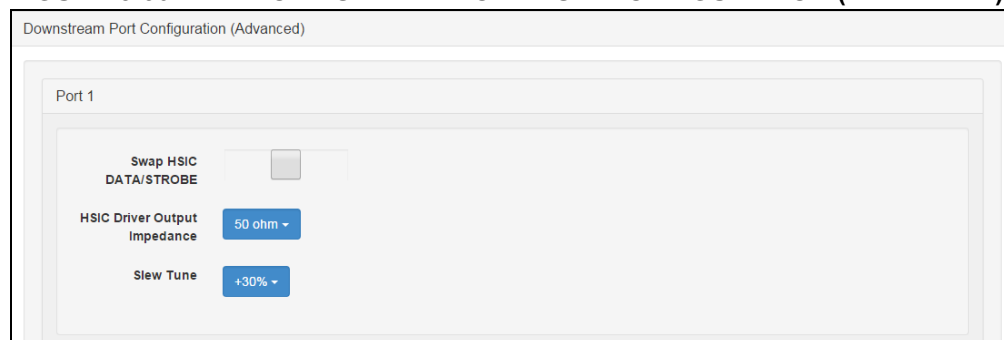 Downstream Port Configuration (Advanced)
Port 1
Swap HSIC
DATA/STROBE
HSIC Driver Output
Impedance
50 ohm
Slew Tune
+30%